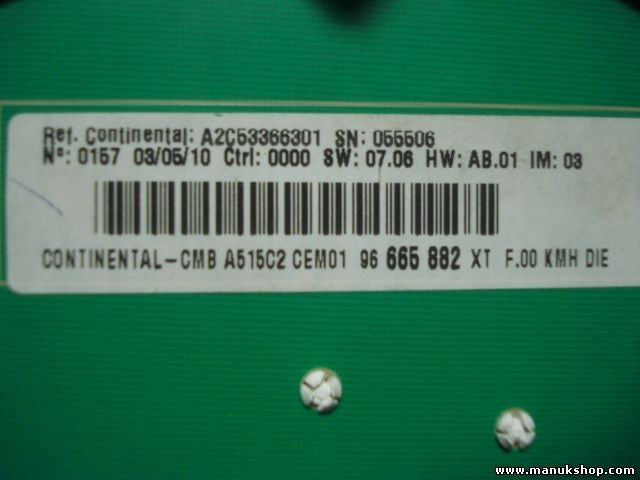 Ref. Continental: A2C53366301 SN: 055506
N°: 0157 03/05/10 Ctrl: 0000 SW: 07.06 HW: AB.01 IM: 03
CONTINENTAL-CMB A515C2 CEM01 96 665 882 XT F.00 KMH DIE
www.manukshop.com